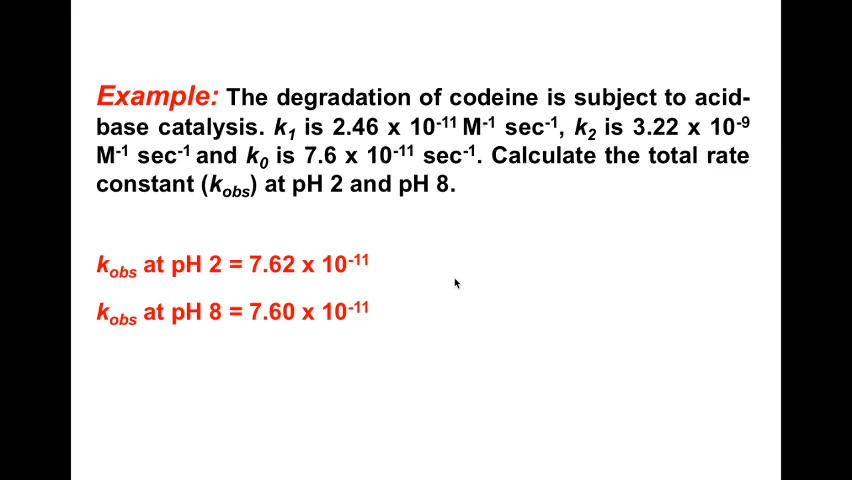 Example: The degradation of codeine is subject to acid-
base catalysis. k₁ is 2.46 x 10⁻¹¹ M⁻¹ sec⁻¹, k₂ is 3.22 x 10⁻⁹
M⁻¹ sec⁻¹ and k₀ is 7.6 x 10⁻¹¹ sec⁻¹. Calculate the total rate
constant (k_obs) at pH 2 and pH 8.
k_obs at pH 2 = 7.62 x 10⁻¹¹
k_obs at pH 8 = 7.60 x 10⁻¹¹